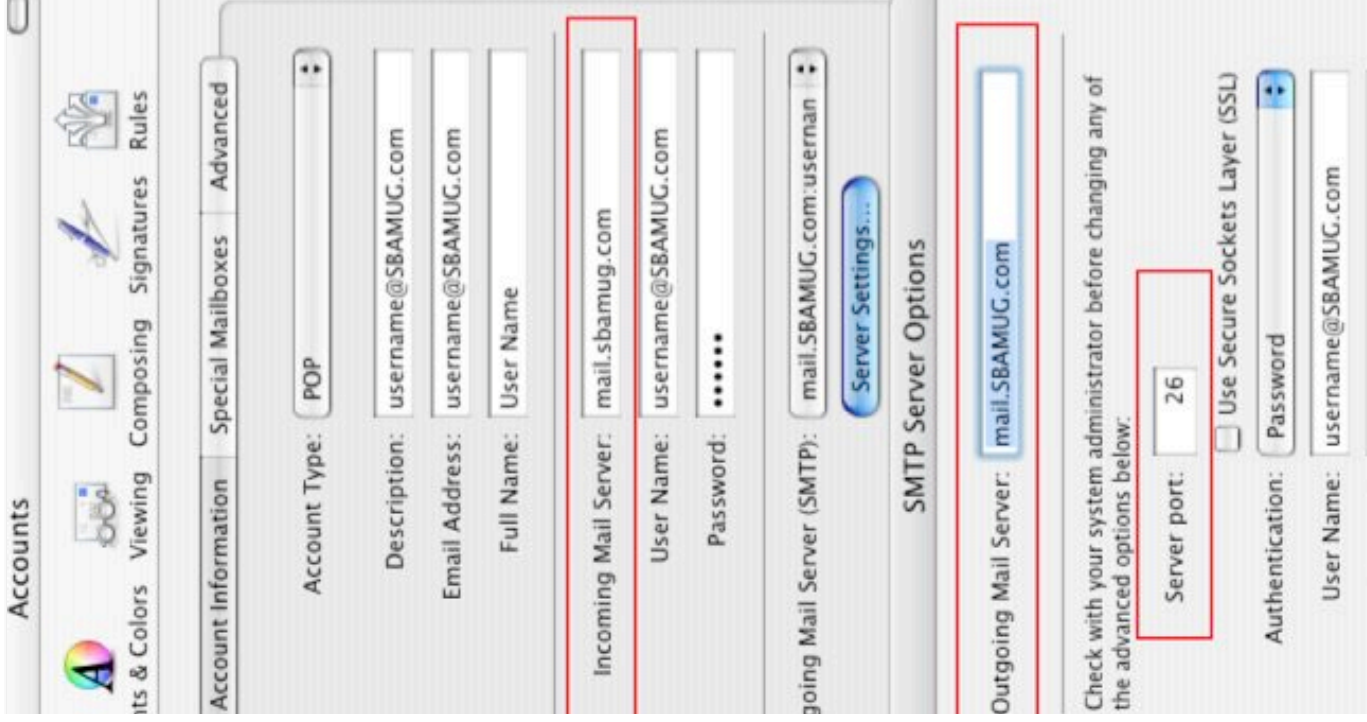 Accounts
nts & Colors Viewing Composing Signatures Rules
Account Information Special Mailboxes Advanced
Account Type: POP
Description: username@SBAMUG.com
Email Address: username@SBAMUG.com
Full Name: User Name
Incoming Mail Server: mail.sbamug.com
User Name: username@SBAMUG.com
Password: ••••••
going Mail Server (SMTP): mail.SBAMUG.com:usernan
Server Settings...
SMTP Server Options
Outgoing Mail Server: mail.SBAMUG.com
Check with your system administrator before changing any of
the advanced options below:
Server port: 26
Use Secure Sockets Layer (SSL)
Authentication: Password
User Name: username@SBAMUG.com